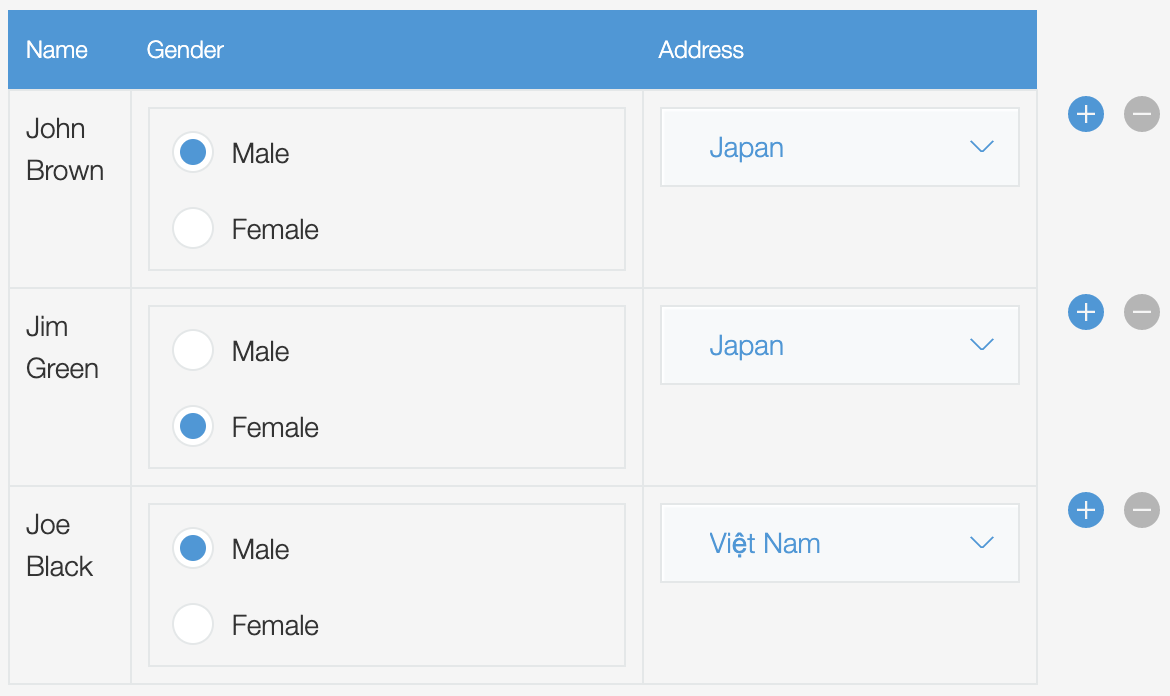 Name Gender Address
John
Brown
Male
Female
Japan
Jim
Green
Male
Female
Japan
Joe
Black
Male
Female
Việt Nam